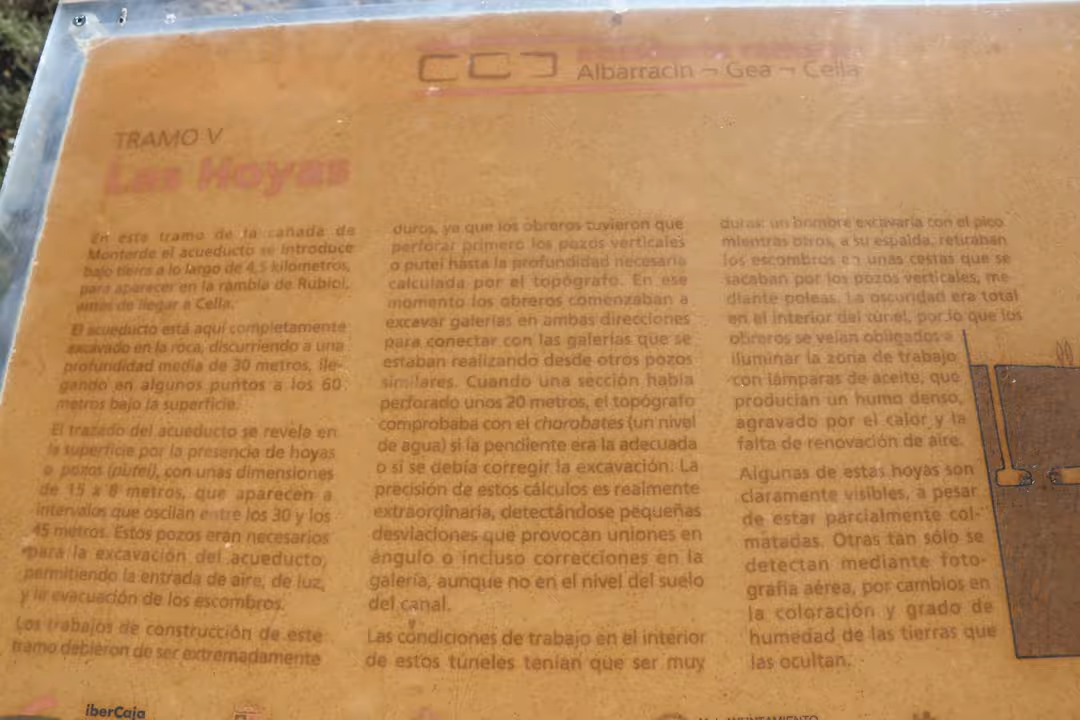 Albarracín ¬ Gea ¬ Cella
TRAMO V
Las Hoyas
En este tramo de la cañada de
Monterde el acueducto se introduce
bajo tierra a lo largo de 4,5 kilómetros,
para aparecer en la rambla de Rubiol,
antes de llegar a Cella.
El acueducto está aquí completamente
excavado en la roca, discurriendo a una
profundidad media de 30 metros, lle-
gando en algunos puntos a los 60
metros bajo la superficie.
El trazado del acueducto se revela en
la superficie por la presencia de hoyas
o pozos (putei), con unas dimensiones
de 15 a 8 metros, que aparecen a
intervalos que oscilan entre los 30 y los
45 metros. Estos pozos eran necesarios
para la excavación del acueducto,
permitiendo la entrada de aire, de luz,
y la evacuación de los escombros.
Los trabajos de construcción de este
tramo debieron de ser extremadamente
duros, ya que los obreros tuvieron que
perforar primero los pozos verticales
o putei hasta la profundidad necesaria
calculada por el topógrafo. En ese
momento los obreros comenzaban a
excavar galerías en ambas direcciones
para conectar con las galerías que se
estaban realizando desde otros pozos
similares. Cuando una sección había
perforado unos 20 metros, el topógrafo
comprobaba con el chorobates (un nivel
de agua) si la pendiente era la adecuada
o si se debía corregir la excavación. La
precisión de estos cálculos es realmente
extraordinaria, detectándose pequeñas
desviaciones que provocan uniones en
ángulo o incluso correcciones en la
galería, aunque no en el nivel del suelo
del canal.
Las condiciones de trabajo en el interior
de estos túneles tenían que ser muy
duras: un hombre excavaría con el pico
mientras otros, a su espalda, retiraban
los escombros en unas cestas que se
sacaban por los pozos verticales, me-
diante poleas. La oscuridad era total
en el interior del túnel, por lo que los
obreros se veían obligados a
iluminar la zona de trabajo
con lámparas de aceite, que
producían un humo denso,
agravado por el calor y la
falta de renovación de aire.
Algunas de estas hoyas son
claramente visibles, a pesar
de estar parcialmente col-
matadas. Otras tan sólo se
detectan mediante foto-
grafía aérea, por cambios en
la coloración y grado de
humedad de las tierras que
las ocultan.
iberCaja
AYUNTAMIENTO